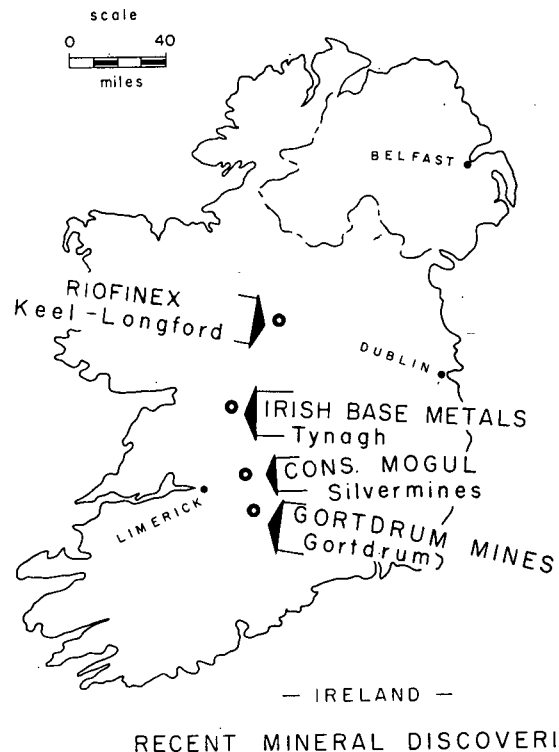 scale
0 40
miles
BELFAST
RIOFINEX
Keel-Longford
DUBLIN
IRISH BASE METALS
Tynagh
CONS. MOGUL
Silvermines
LIMERICK
GORTDRUM MINES
Gortdrum
— IRELAND —
RECENT MINERAL DISCOVERI